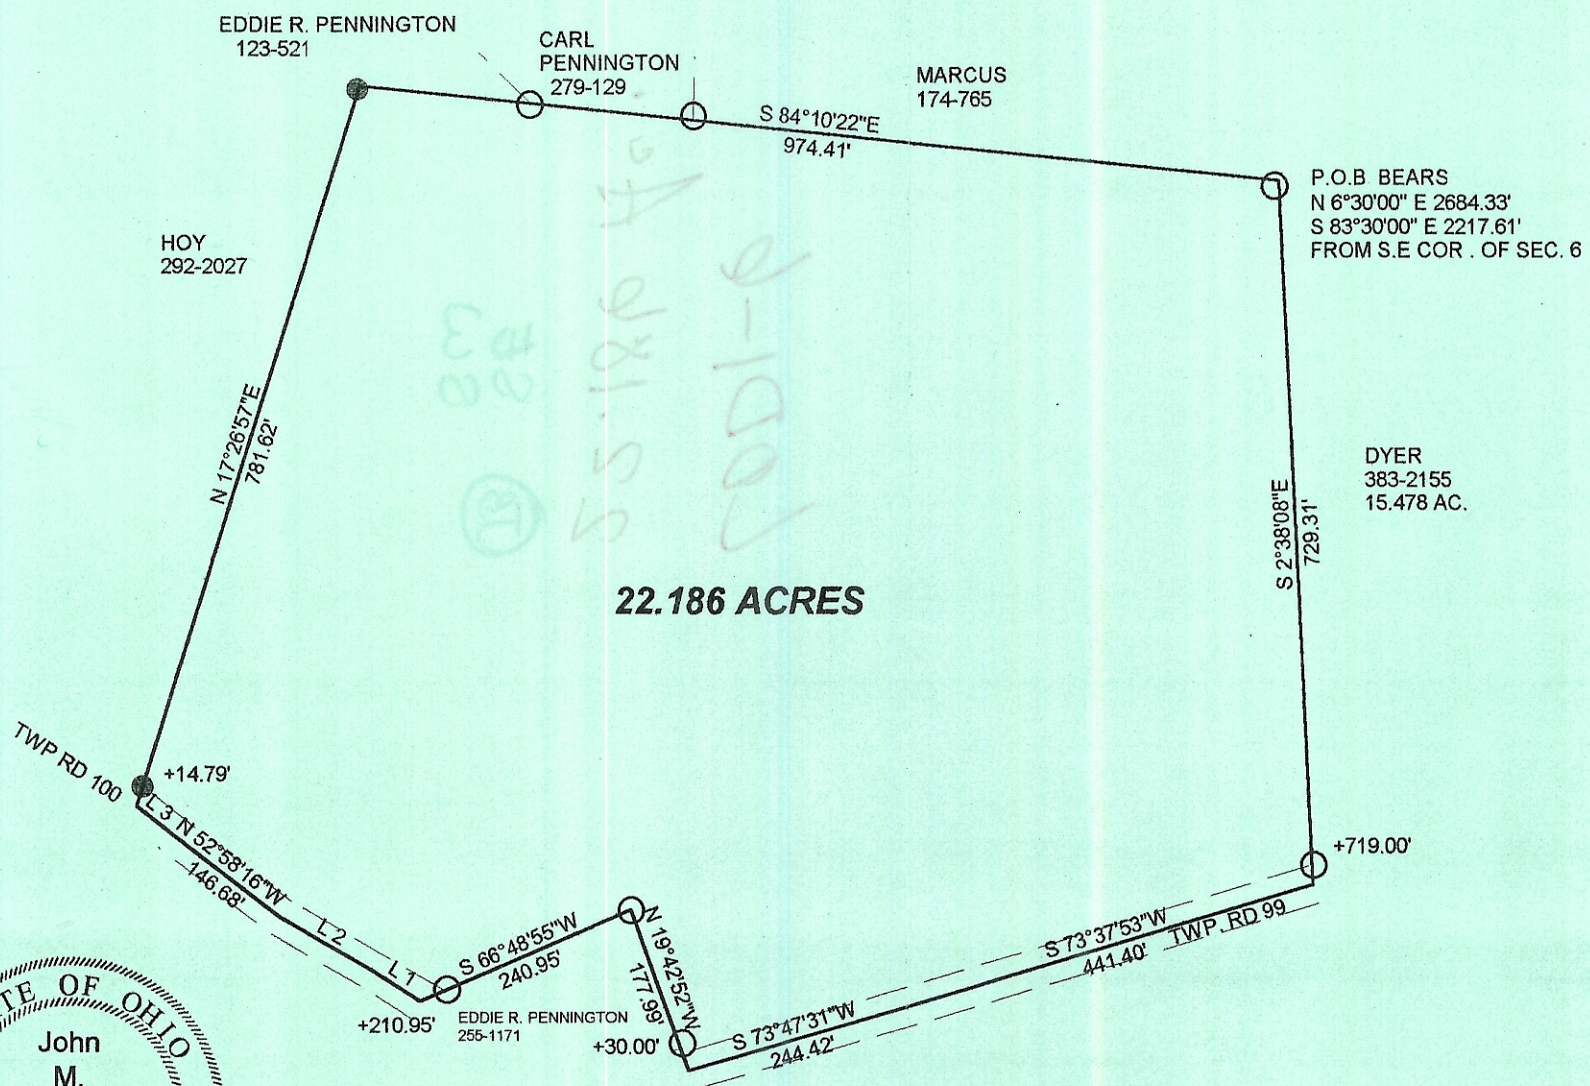 EDDIE R. PENNINGTON
123-521
CARL
PENNINGTON
279-129
MARCUS
174-765
S 84°10'22"E
974.41'
P.O.B BEARS
N 6°30'00" E 2684.33'
S 83°30'00" E 2217.61'
FROM S.E COR . OF SEC. 6
HOY
292-2027
N 17°26'57"E
781.62'
DYER
383-2155
15.478 AC.
S 2°38'08"E
729.31'
22.186 ACRES
TWP RD 100
+14.79'
L 3
N 52°58'16"W
146.68'
L 2
L 1
S 66°48'55"W
240.95'
+210.95'
EDDIE R. PENNINGTON
255-1171
N 19°42'52"W
177.99'
+30.00'
S 73°47'31"W
244.42'
S 73°37'53"W
441.40'
TWP. RD 99
+719.00'
TE OF OHIO
John
M.